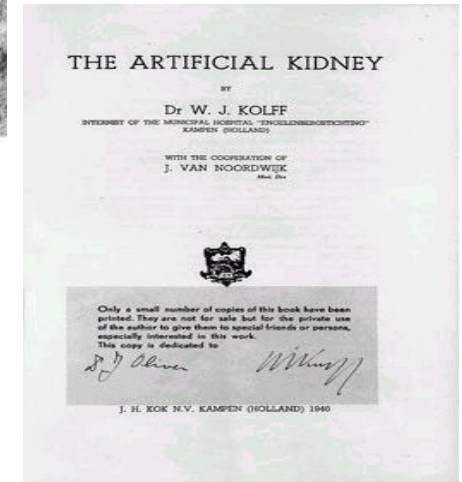 THE ARTIFICIAL KIDNEY
BY
Dr W. J. KOLFF
INTERNIST OF THE MUNICIPAL HOSPITAL "ENGELENBERGSTICHTING"
KAMPEN (HOLLAND)
WITH THE COOPERATION OF
J. VAN NOORDWIJK
Med. Drs
Only a small number of copies of this book have been
printed. They are not for sale but for the private use
of the author to give them to special friends or persons,
especially interested in this work.
This copy is dedicated to
Oliver
J. H. KOK N.V. KAMPEN (HOLLAND) 1946